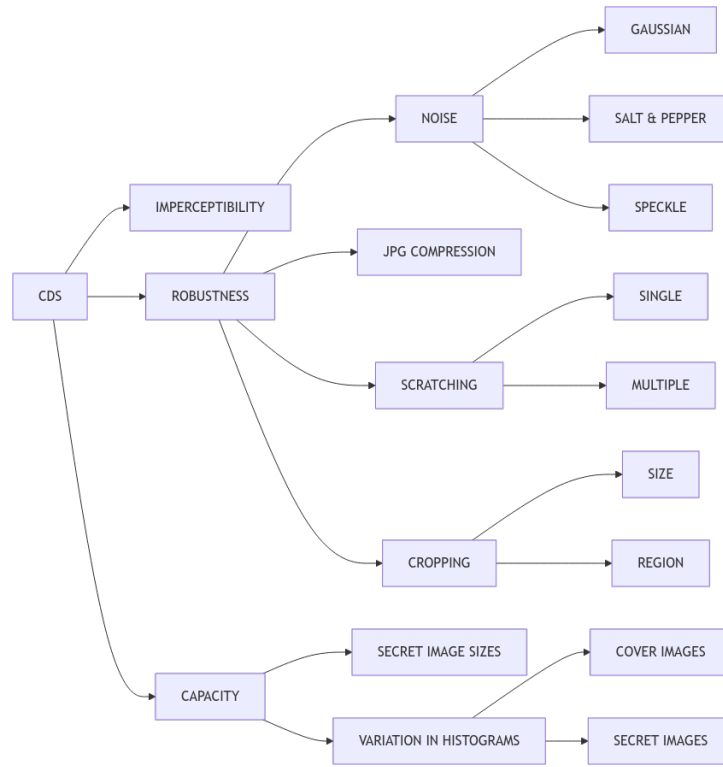 GAUSSIAN
NOISE
SALT & PEPPER
IMPERCEPTIBILITY
SPECKLE
JPG COMPRESSION
CDS
ROBUSTNESS
SINGLE
SCRATCHING
MULTIPLE
SIZE
CROPPING
REGION
SECRET IMAGE SIZES
COVER IMAGES
CAPACITY
VARIATION IN HISTOGRAMS
SECRET IMAGES